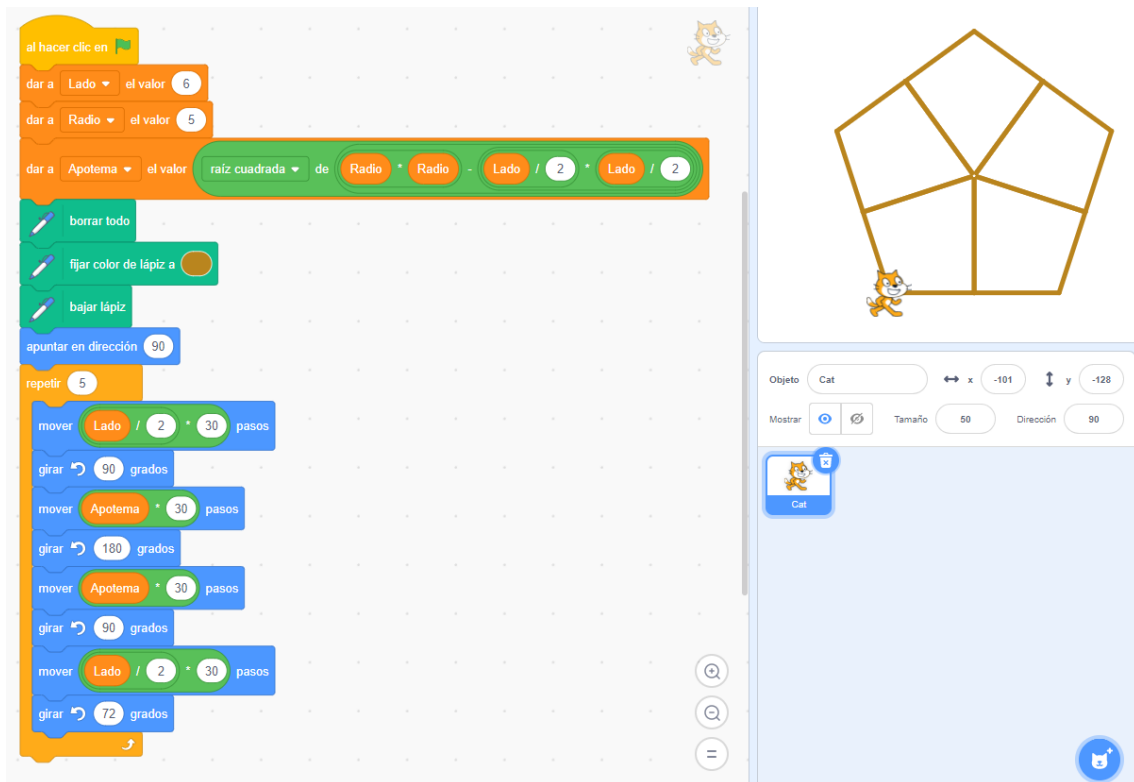 al hacer clic en
dar a Lado el valor 6
dar a Radio el valor 5
dar a Apotema el valor raíz cuadrada de Radio * Radio - Lado / 2 * Lado / 2
borrar todo
fijar color de lápiz a
bajar lápiz
apuntar en dirección 90
repetir 5
mover Lado / 2 * 30 pasos
girar 90 grados
mover Apotema * 30 pasos
girar 180 grados
mover Apotema * 30 pasos
girar 90 grados
mover Lado / 2 * 30 pasos
girar 72 grados
Objeto Cat x -101 y -128
Mostrar Tamaño 50 Dirección 90
Cat